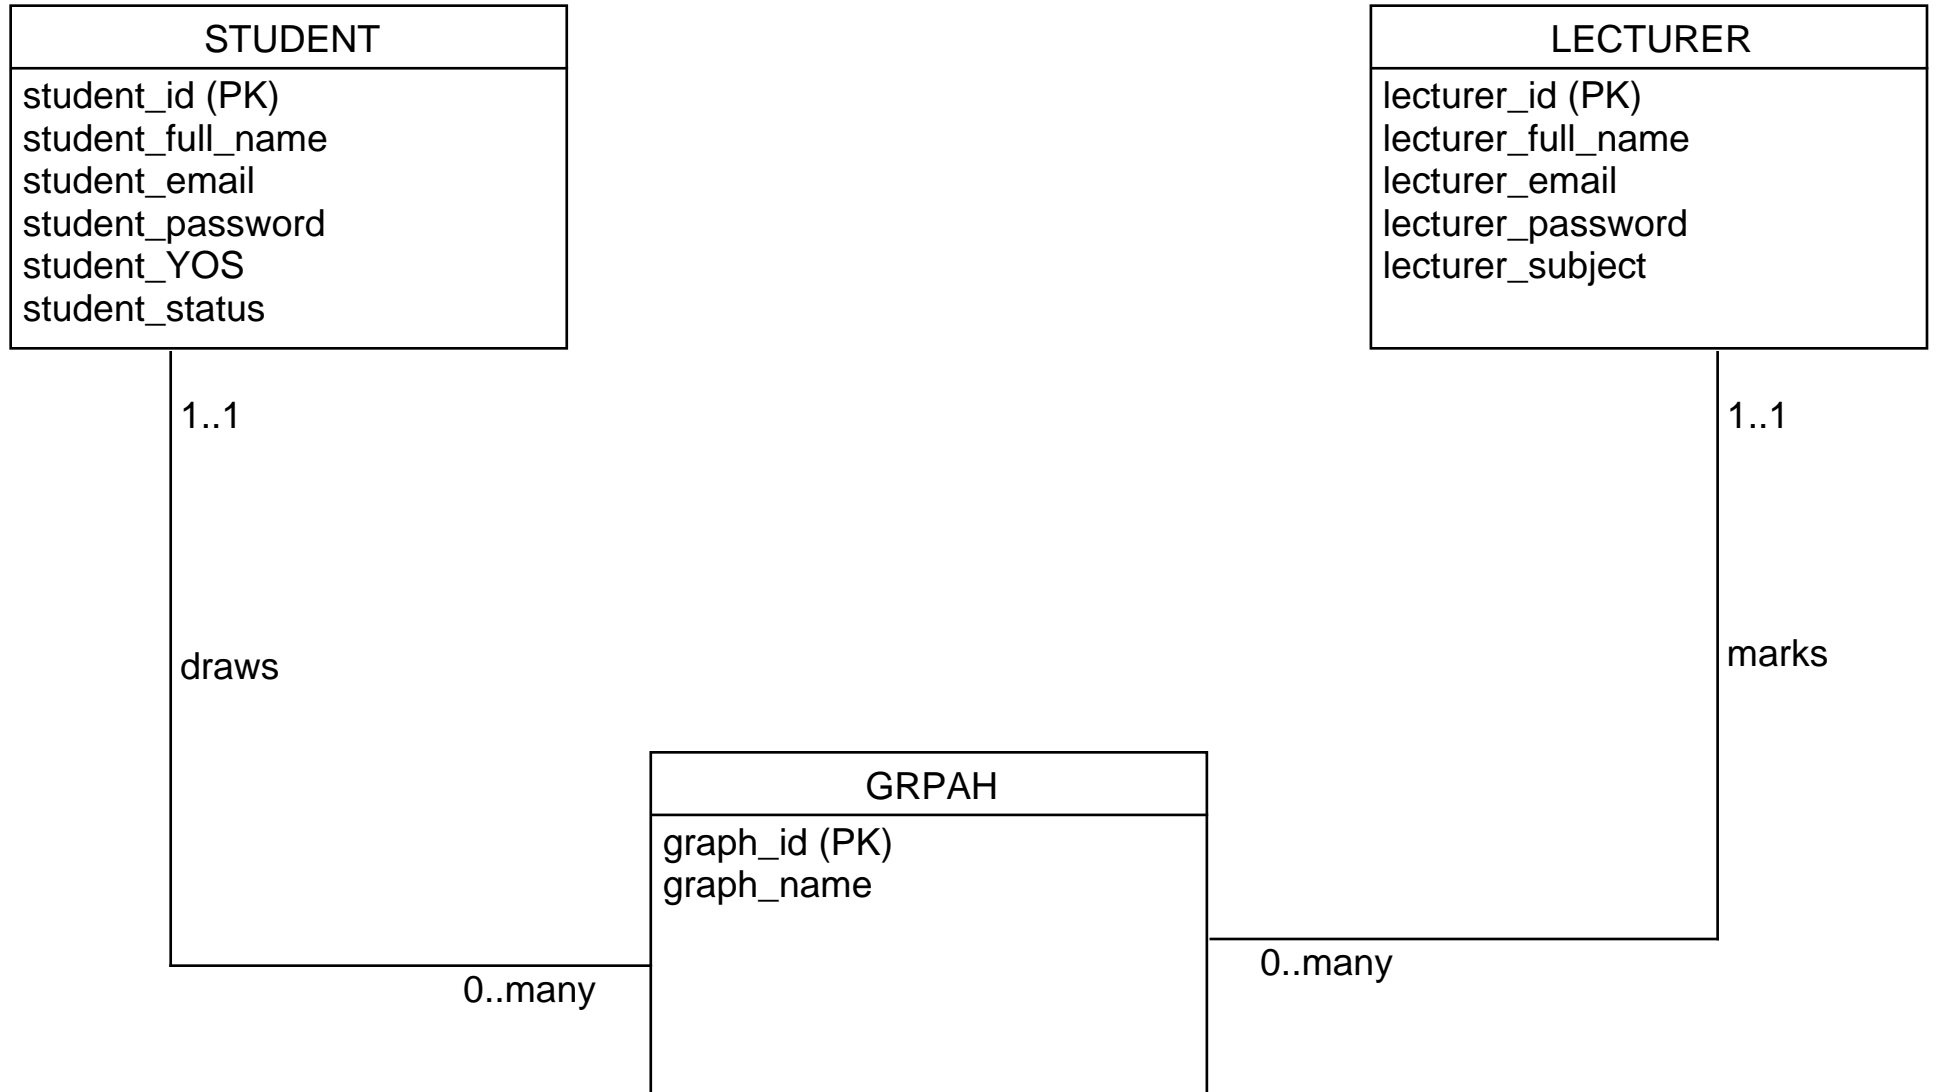 STUDENT
student_id (PK)
student_full_name
student_email
student_password
student_YOS
student_status
LECTURER
lecturer_id (PK)
lecturer_full_name
lecturer_email
lecturer_password
lecturer_subject
1..1
1..1
draws
marks
GRPAH
graph_id (PK)
graph_name
0..many
0..many